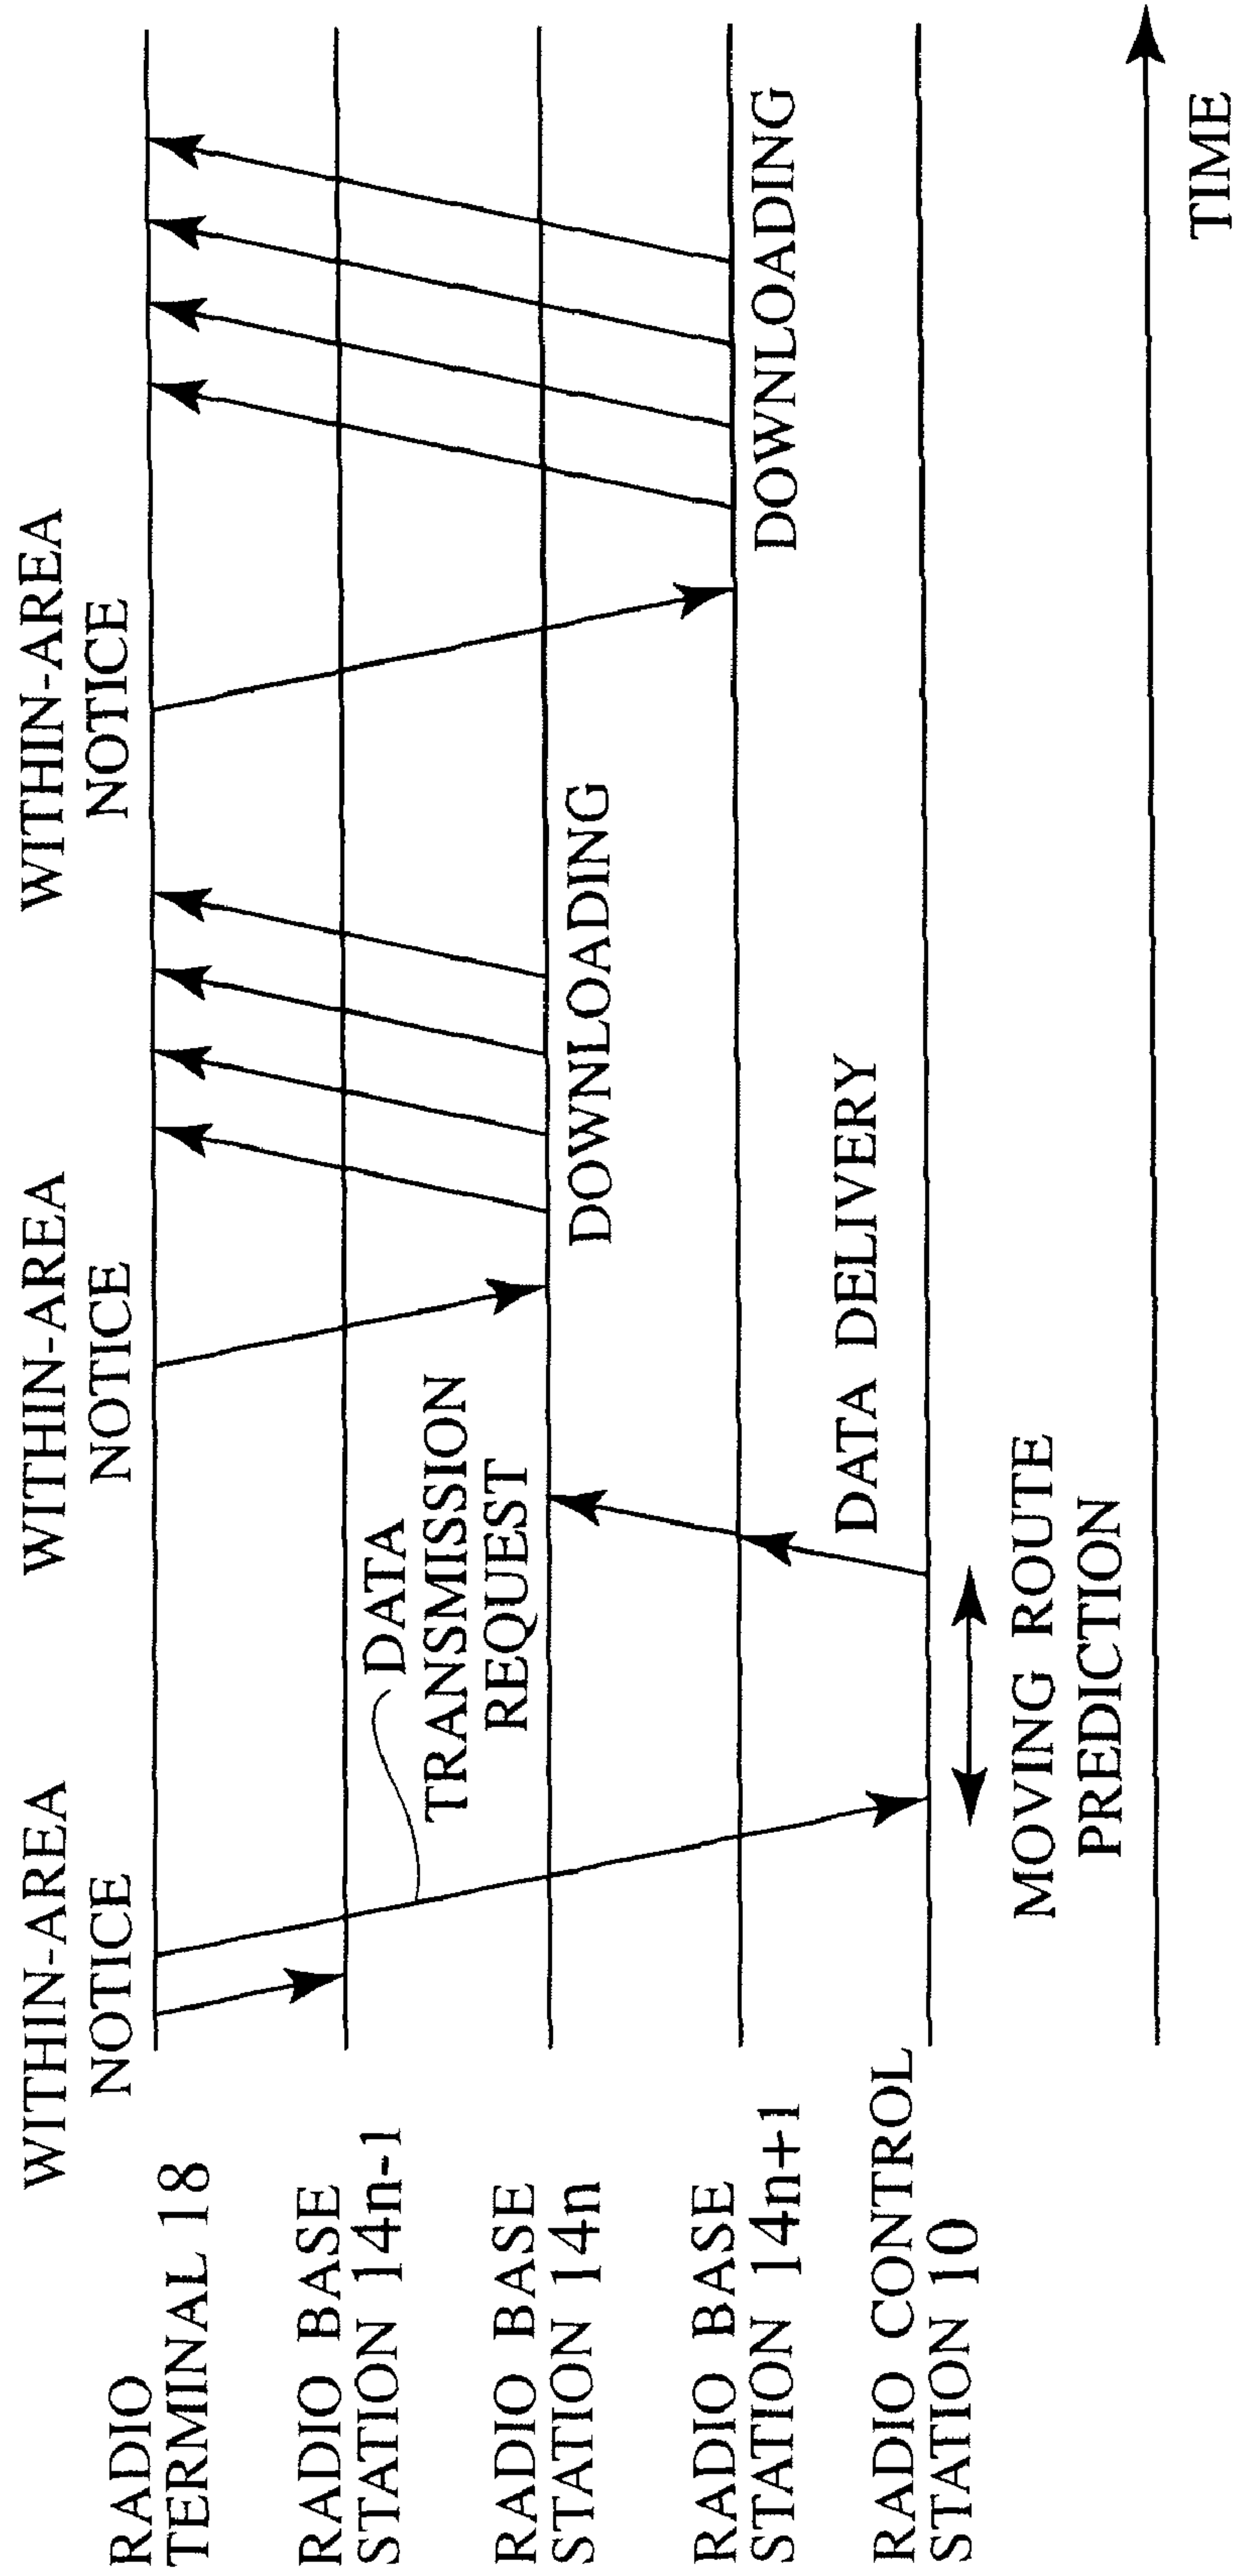 WITHIN-AREA
NOTICE
WITHIN-AREA
NOTICE
WITHIN-AREA
NOTICE
RADIO
TERMINAL 18
RADIO BASE
STATION 14n-1
DATA
TRANSMISSION
REQUEST
RADIO BASE
STATION 14n
DOWNLOADING
RADIO BASE
STATION 14n+1
DOWNLOADING
DATA DELIVERY
RADIO CONTROL
STATION 10
MOVING ROUTE
PREDICTION
TIME